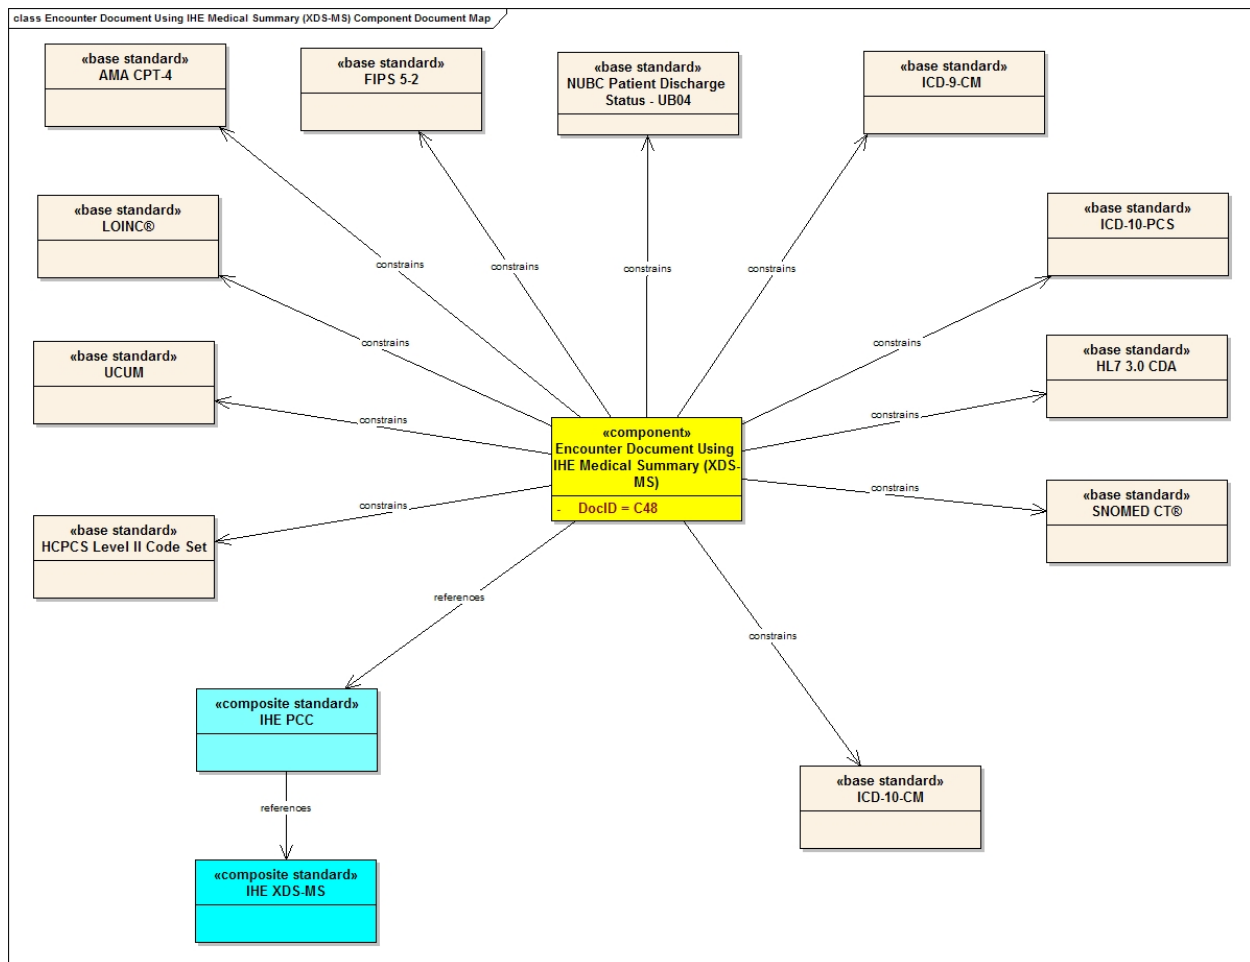 class Encounter Document Using IHE Medical Summary (XDS-MS) Component Document Map
«base standard»
AMA CPT-4
«base standard»
FIPS 5-2
«base standard»
NUBC Patient Discharge
Status - UB04
«base standard»
ICD-9-CM
«base standard»
LOINC®
«base standard»
ICD-10-PCS
constrains
constrains
constrains
constrains
«base standard»
UCUM
constrains
constrains
«base standard»
HL7 3.0 CDA
constrains
constrains
«component»
Encounter Document Using
IHE Medical Summary (XDS-
MS)
- DocID = C48
«base standard»
HCPCS Level II Code Set
constrains
constrains
«base standard»
SNOMED CT®
references
constrains
«composite standard»
IHE PCC
references
«base standard»
ICD-10-CM
«composite standard»
IHE XDS-MS